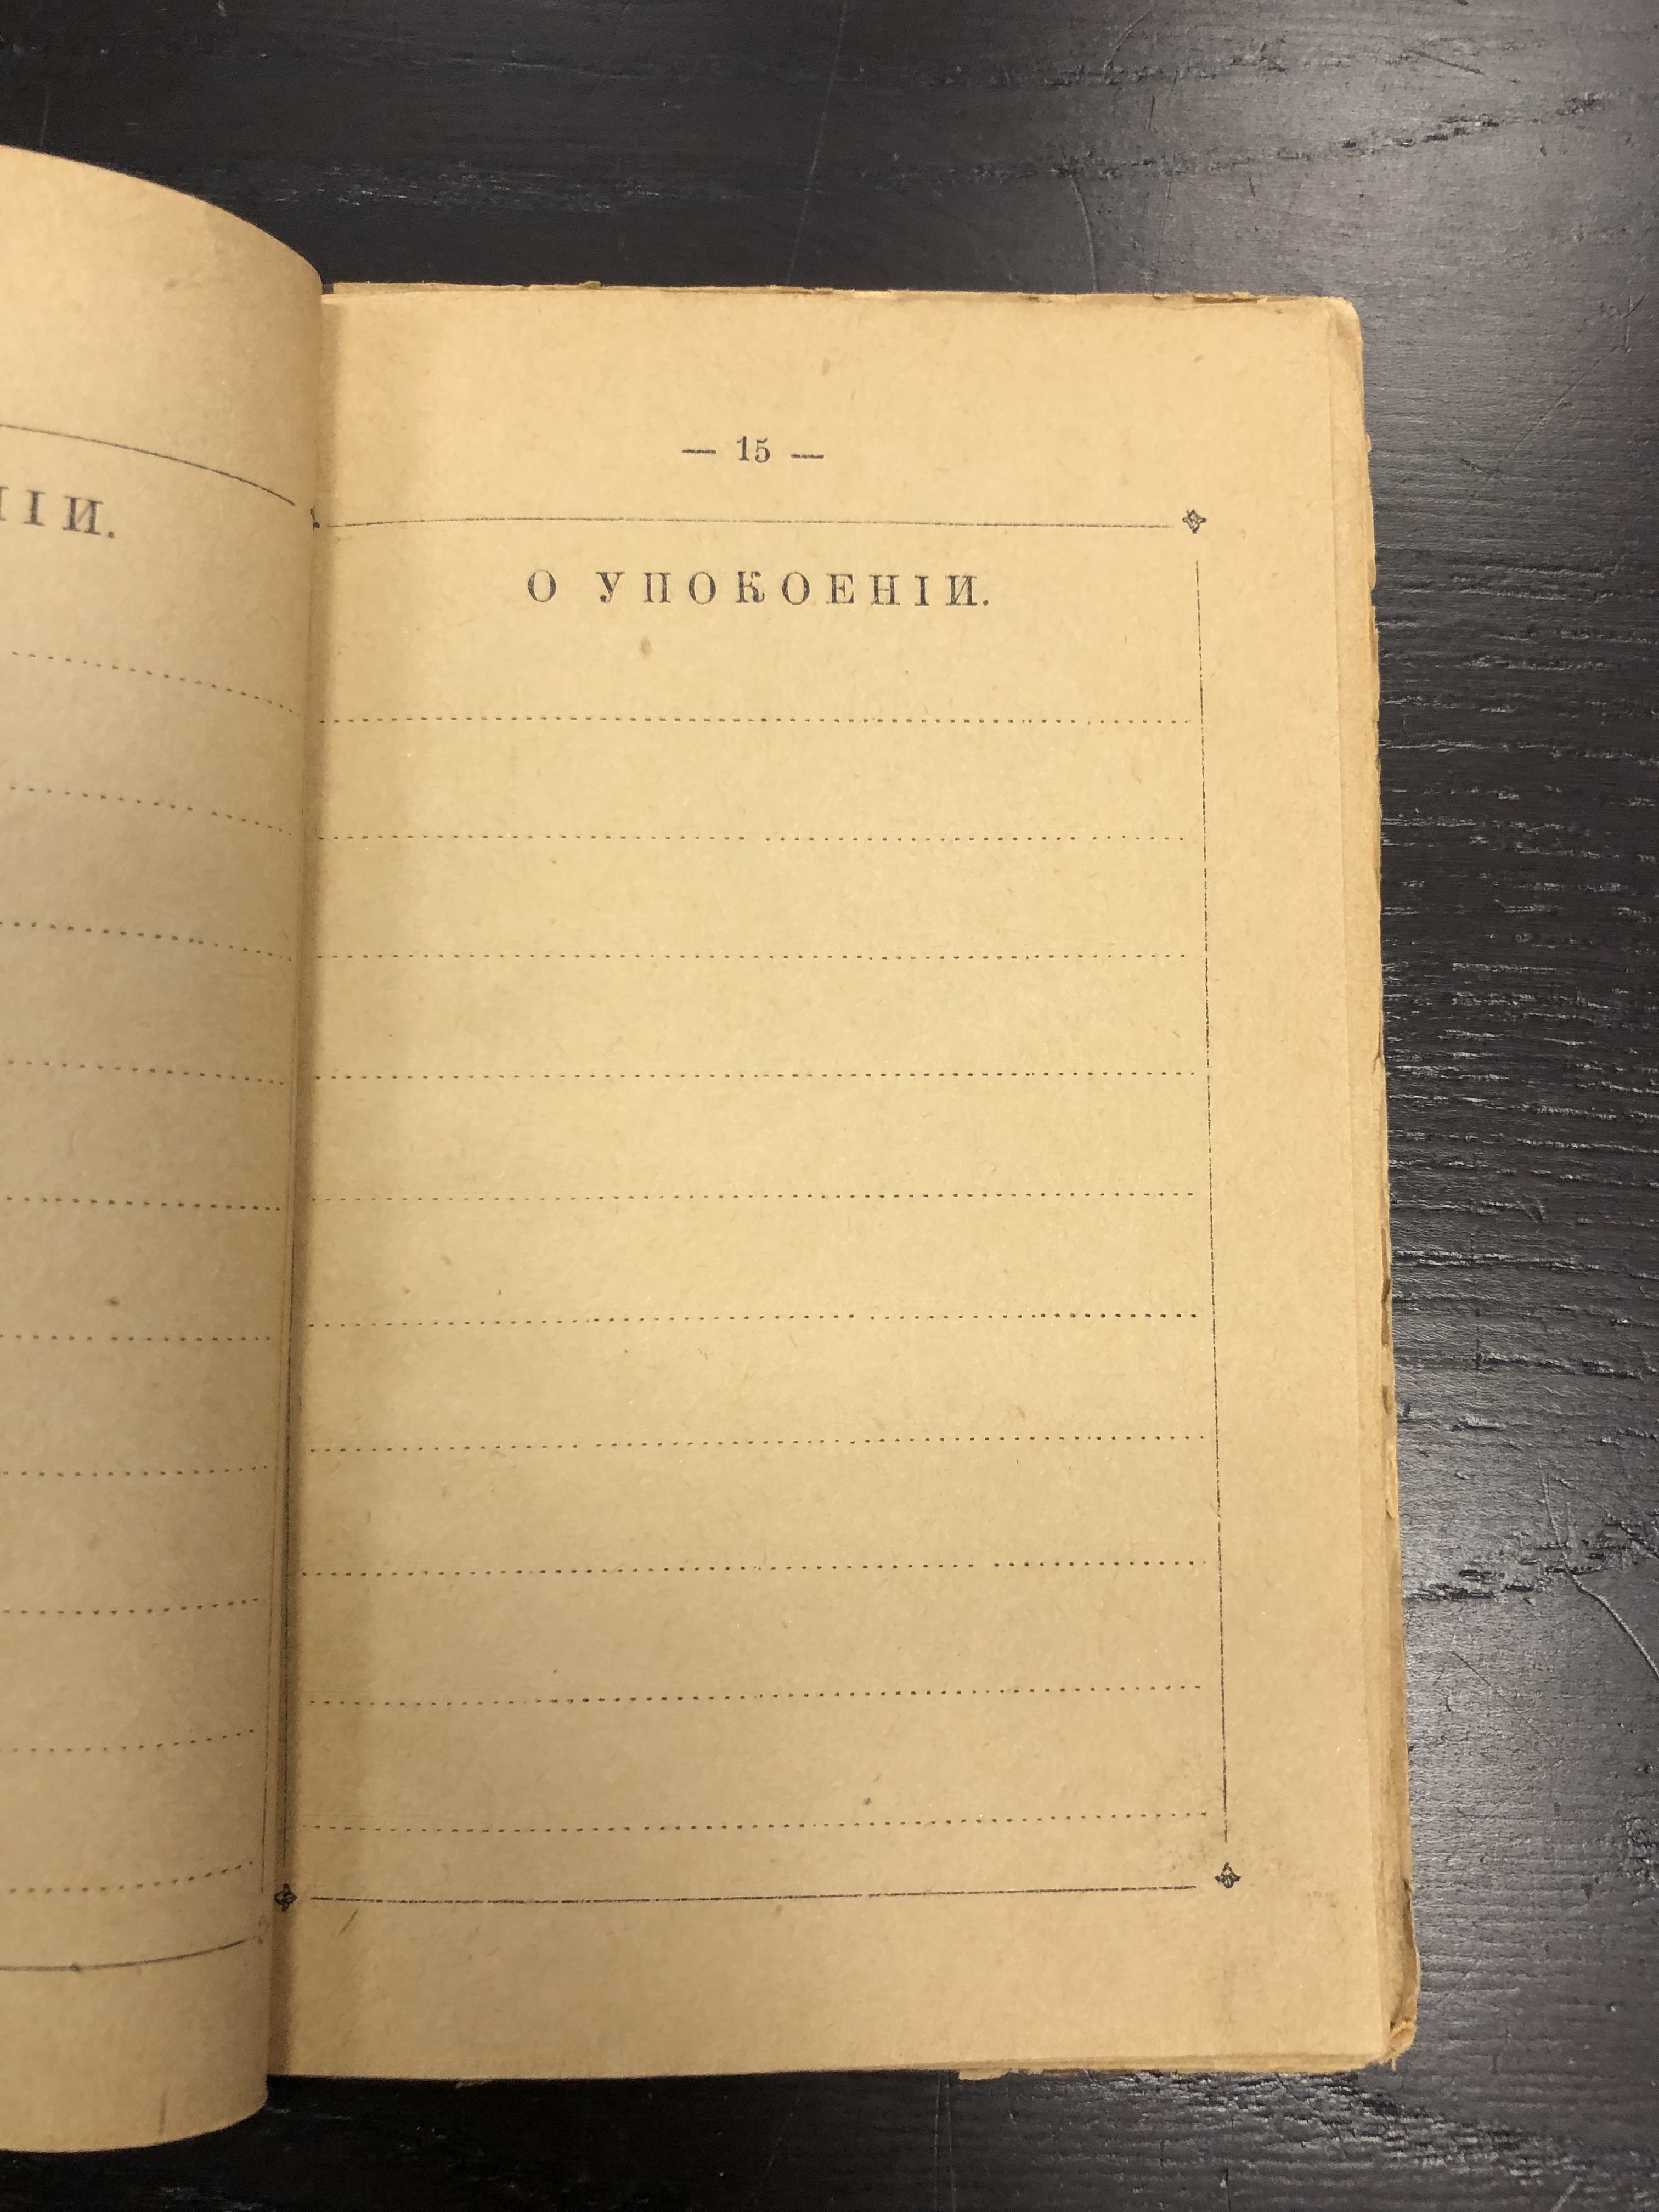 — 15 —
О УПОКОЕНІИ.